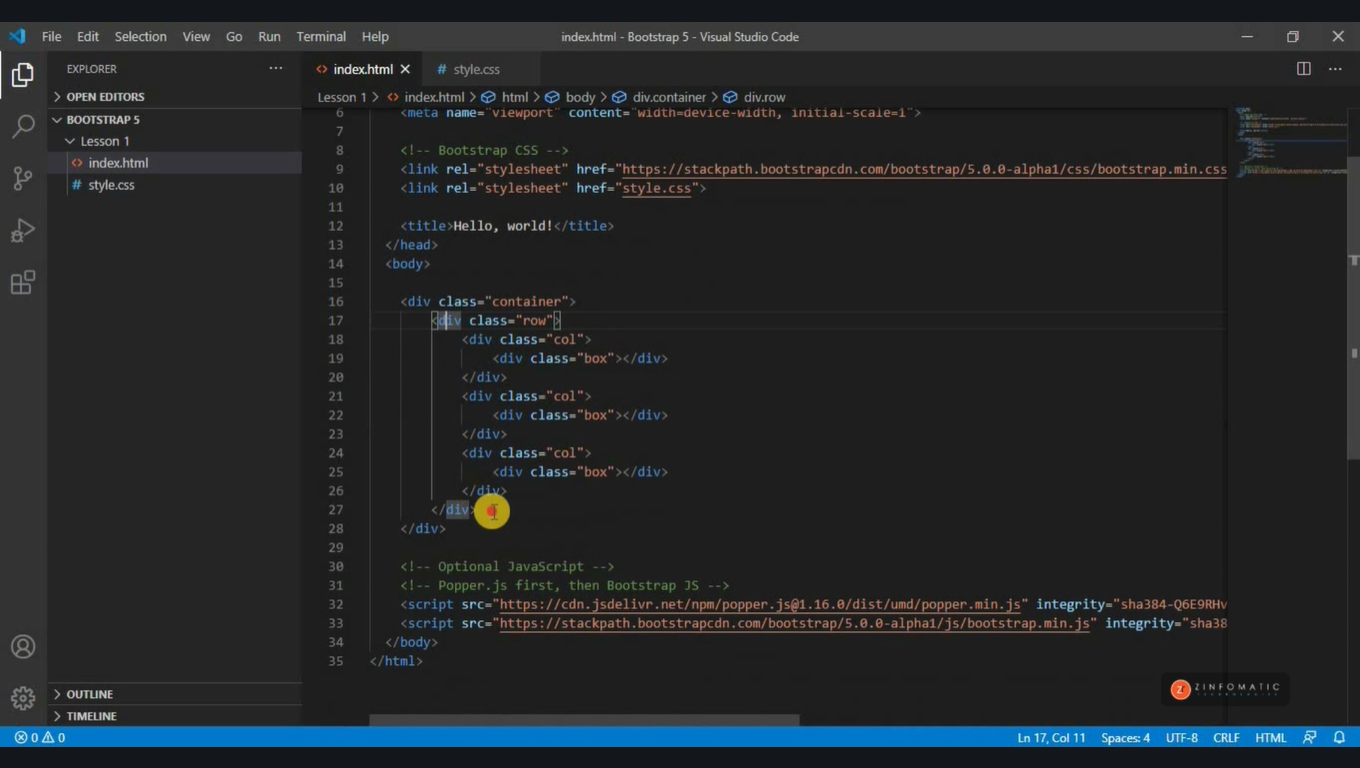 File Edit Selection View Go Run Terminal Help index.html - Bootstrap 5 - Visual Studio Code
EXPLORER
OPEN EDITORS
BOOTSTRAP 5
Lesson 1
index.html
style.css
OUTLINE
TIMELINE
index.html style.css
Lesson 1 > index.html > html > body > div.container > div.row
6 <meta name="viewport" content="width=device-width, initial-scale=1">
7
8 <!-- Bootstrap CSS -->
9 <link rel="stylesheet" href="https://stackpath.bootstrapcdn.com/bootstrap/5.0.0-alpha1/css/bootstrap.min.css
10 <link rel="stylesheet" href="style.css">
11
12 <title>Hello, world!</title>
13 </head>
14 <body>
15
16 <div class="container">
17 <div class="row">
18 <div class="col">
19 <div class="box"></div>
20 </div>
21 <div class="col">
22 <div class="box"></div>
23 </div>
24 <div class="col">
25 <div class="box"></div>
26 </div>
27 </div>
28 </div>
29
30 <!-- Optional JavaScript -->
31 <!-- Popper.js first, then Bootstrap JS -->
32 <script src="https://cdn.jsdelivr.net/npm/popper.js@1.16.0/dist/umd/popper.min.js" integrity="sha384-Q6E9RHv
33 <script src="https://stackpath.bootstrapcdn.com/bootstrap/5.0.0-alpha1/js/bootstrap.min.js" integrity="sha38
34 </body>
35 </html>
Z ZINFOMATIC
0 0 Ln 17, Col 11 Spaces: 4 UTF-8 CRLF HTML